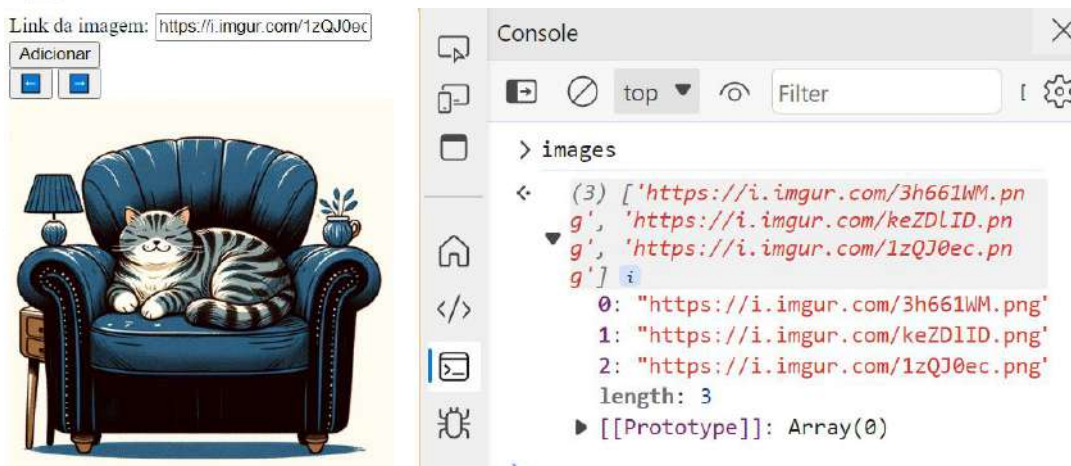 Link da imagem: https://i.imgur.com/1zQJ0ec
Adicionar
Console
top
Filter
> images
(3) ['https://i.imgur.com/3h661WM.pn
g', 'https://i.imgur.com/keZDlID.pn
g', 'https://i.imgur.com/1zQJ0ec.pn
g']
0: "https://i.imgur.com/3h661WM.png"
1: "https://i.imgur.com/keZDlID.png"
2: "https://i.imgur.com/1zQJ0ec.png"
length: 3
[[Prototype]]: Array(0)